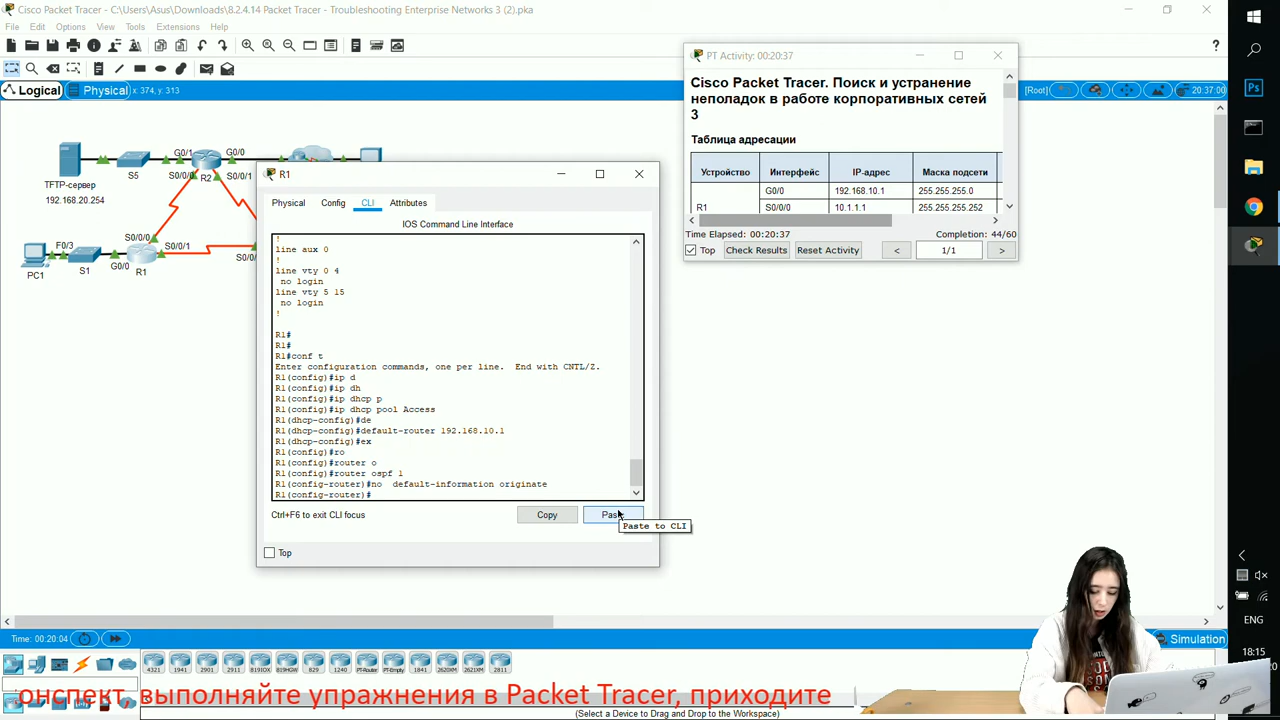 Cisco Packet Tracer - C:\Users\Asus\Downloads\8.2.4.14 Packet Tracer - Troubleshooting Enterprise Networks 3 (2).pka
File Edit Options View Tools Extensions Help
Logical Physical x: 374, y: 313
[Root] 20:37:00
PT Activity: 00:20:37
Cisco Packet Tracer. Поиск и устранение
неполадок в работе корпоративных сетей
3
Таблица адресации
Устройство Интерфейс IP-адрес Маска подсети
G0/0 192.168.10.1 255.255.255.0
R1 S0/0/0 10.1.1.1 255.255.255.252
Time Elapsed: 00:20:37 Completion: 44/60
Top Check Results Reset Activity < 1/1 >
G0/1 G0/0
S5 S0/0/0 R2 S0/0/1
TFTP-сервер
192.168.20.254
S0/0/0
F0/3 S0/0/1
PC1 S1 G0/0 R1
R1
Physical Config CLI Attributes
IOS Command Line Interface
!
line aux 0
!
line vty 0 4
no login
line vty 5 15
no login
!
R1#
R1#
R1#conf t
Enter configuration commands, one per line. End with CNTL/Z.
R1(config)#ip d
R1(config)#ip dh
R1(config)#ip dhcp p
R1(config)#ip dhcp pool Access
R1(dhcp-config)#de
R1(dhcp-config)#default-router 192.168.10.1
R1(dhcp-config)#ex
R1(config)#ro
R1(config)#router o
R1(config)#router ospf 1
R1(config-router)#no default-information originate
R1(config-router)#
Ctrl+F6 to exit CLI focus Copy
Paste to CLI
Top
Time: 00:20:04 Simulation
4321 1941 2901 2911 819IOX 819HGW 829 1240 PT-Router PT-Empty 1841 2620XM 2621XM 2811
онспект, выполняйте упражнения в Packet Tracer, приходите
(Select a Device to Drag and Drop to the Workspace)
Ps
ENG
18:15